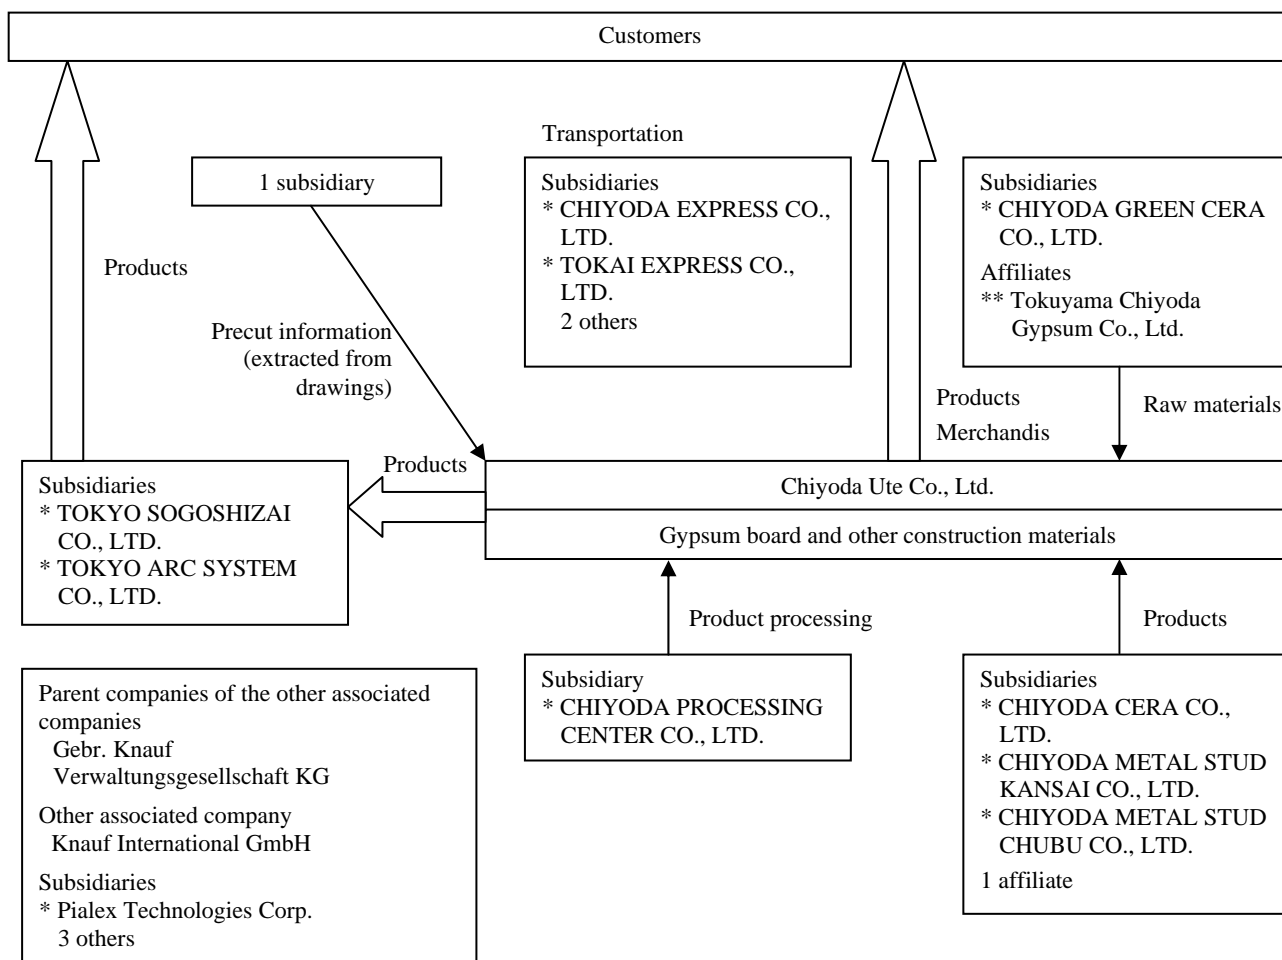 Customers
Transportation
1 subsidiary
Subsidiaries
* CHIYODA EXPRESS CO.,
LTD.
* TOKAI EXPRESS CO.,
LTD.
2 others
Subsidiaries
* CHIYODA GREEN CERA
CO., LTD.
Affiliates
** Tokuyama Chiyoda
Gypsum Co., Ltd.
Products
Precut information
(extracted from
drawings)
Products
Merchandis
Raw materials
Products
Subsidiaries
* TOKYO SOGOSHIZAI
CO., LTD.
* TOKYO ARC SYSTEM
CO., LTD.
Chiyoda Ute Co., Ltd.
Gypsum board and other construction materials
Product processing
Products
Parent companies of the other associated
companies
Gebr. Knauf
Verwaltungsgesellschaft KG
Other associated company
Knauf International GmbH
Subsidiaries
* Pialex Technologies Corp.
3 others
Subsidiary
* CHIYODA PROCESSING
CENTER CO., LTD.
Subsidiaries
* CHIYODA CERA CO.,
LTD.
* CHIYODA METAL STUD
KANSAI CO., LTD.
* CHIYODA METAL STUD
CHUBU CO., LTD.
1 affiliate